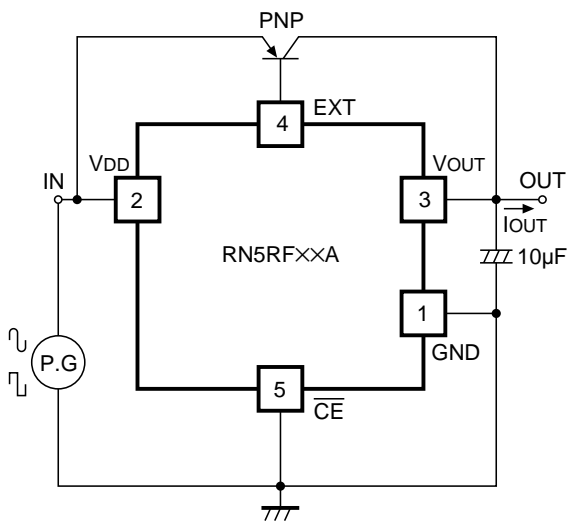 PNP
EXT
4
VDD
VOUT
IN
OUT
2
3
IOUT
RN5RF××A
10µF
1
GND
P.G
5
CE